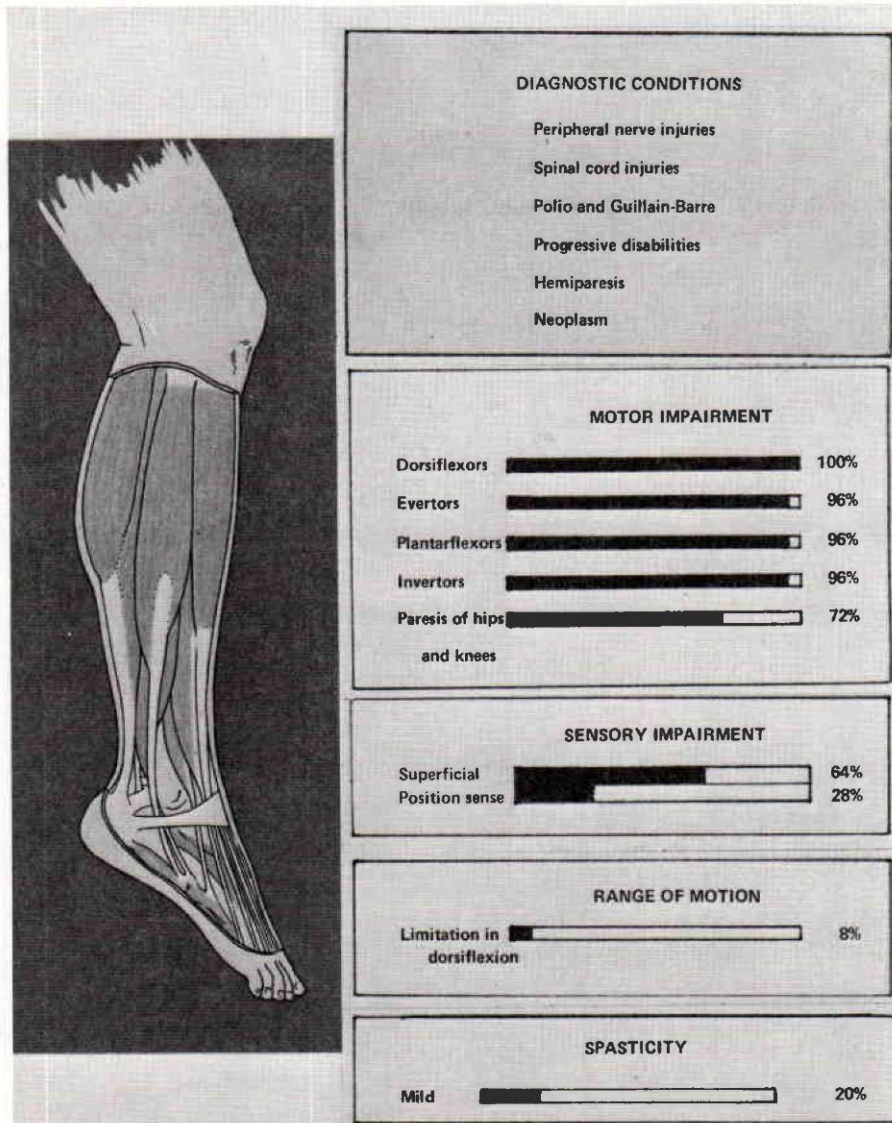 DIAGNOSTIC CONDITIONS
Peripheral nerve injuries
Spinal cord injuries
Polio and Guillain-Barre
Progressive disabilities
Hemiparesis
Neoplasm
MOTOR IMPAIRMENT
Dorsiflexors 100%
Evertors 96%
Plantarflexors 96%
Invertors 96%
Paresis of hips 72%
and knees
SENSORY IMPAIRMENT
Superficial 64%
Position sense 28%
RANGE OF MOTION
Limitation in 8%
dorsiflexion
SPASTICITY
Mild 20%